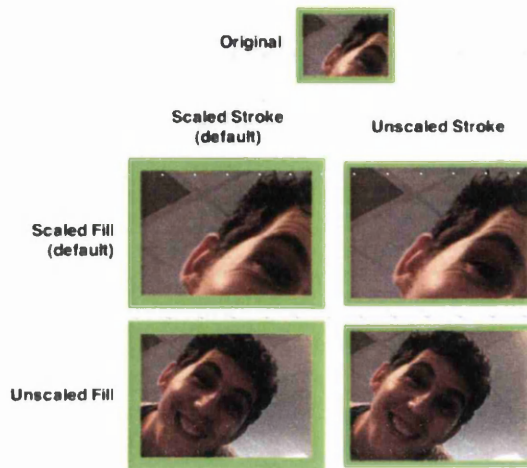 Original
Scaled Stroke
(default)
Unscaled Stroke
Scaled Fill
(default)
Unscaled Fill